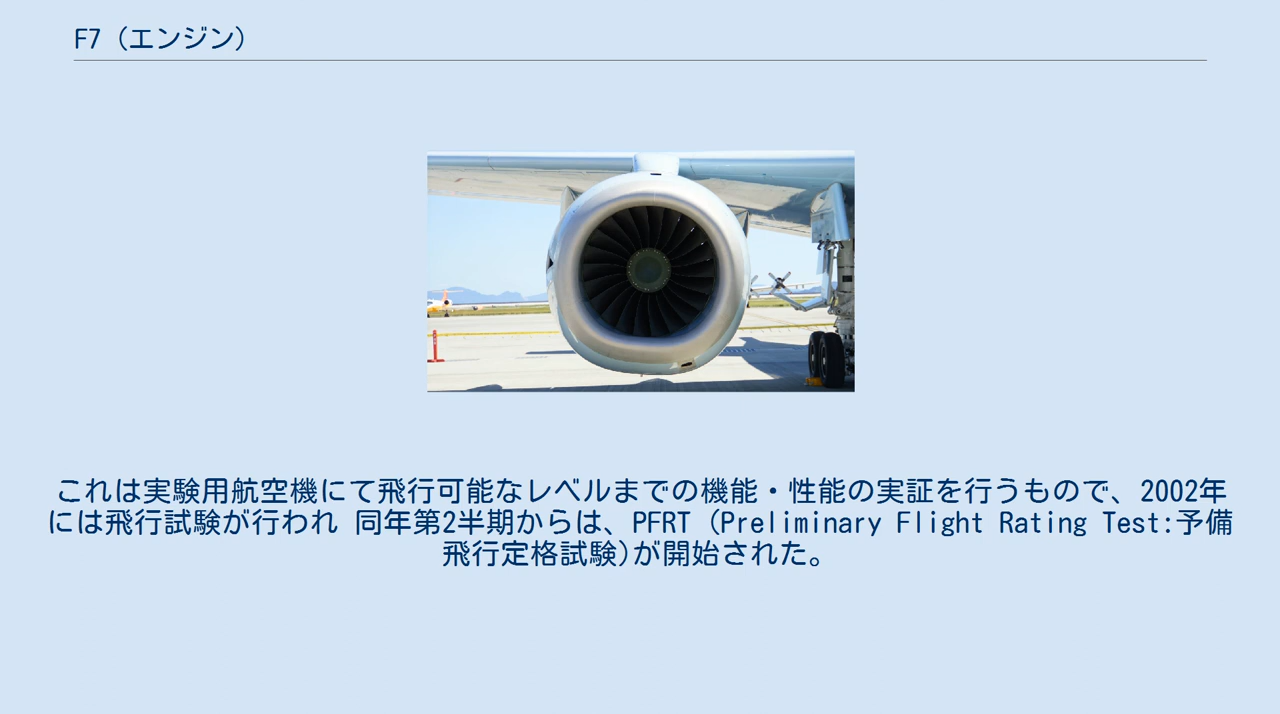 F7（エンジン）
これは実験用航空機にて飛行可能なレベルまでの機能・性能の実証を行うもので、2002年
には飛行試験が行われ 同年第2半期からは、PFRT（Preliminary Flight Rating Test:予備
飛行定格試験)が開始された。